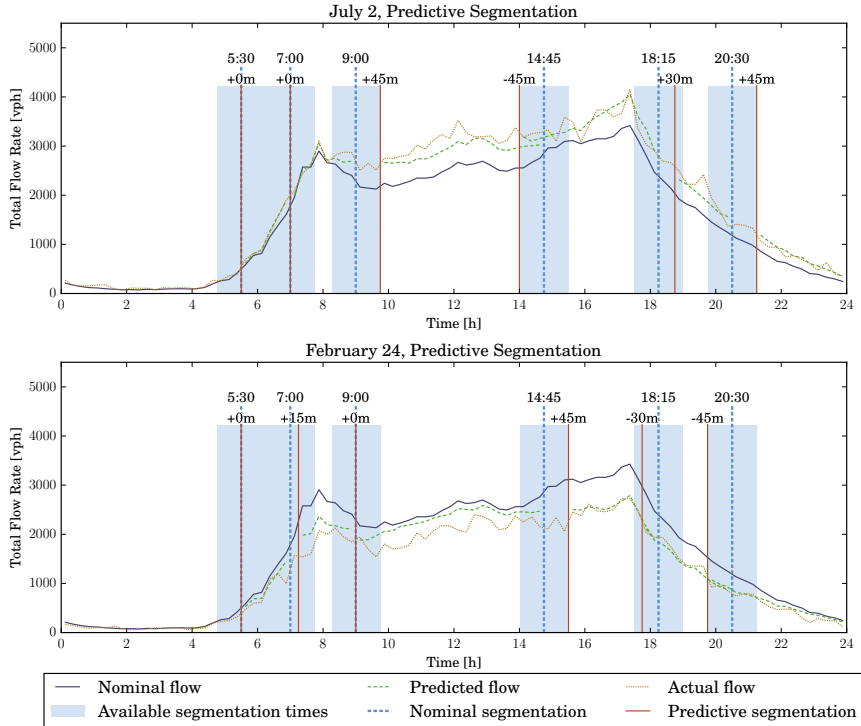 July 2, Predictive Segmentation
5000
4000
3000
2000
1000
0
Total Flow Rate [vph]
5:30 7:00 9:00 14:45 18:15 20:30
+0m +0m +45m -45m +30m +45m
0 2 4 6 8 10 12 14 16 18 20 22 24
Time [h]
February 24, Predictive Segmentation
5000
4000
3000
2000
1000
0
Total Flow Rate [vph]
5:30 7:00 9:00 14:45 18:15 20:30
+0m +15m +0m +45m -30m -45m
0 2 4 6 8 10 12 14 16 18 20 22 24
Time [h]
Nominal flow Predicted flow Actual flow
Available segmentation times Nominal segmentation Predictive segmentation